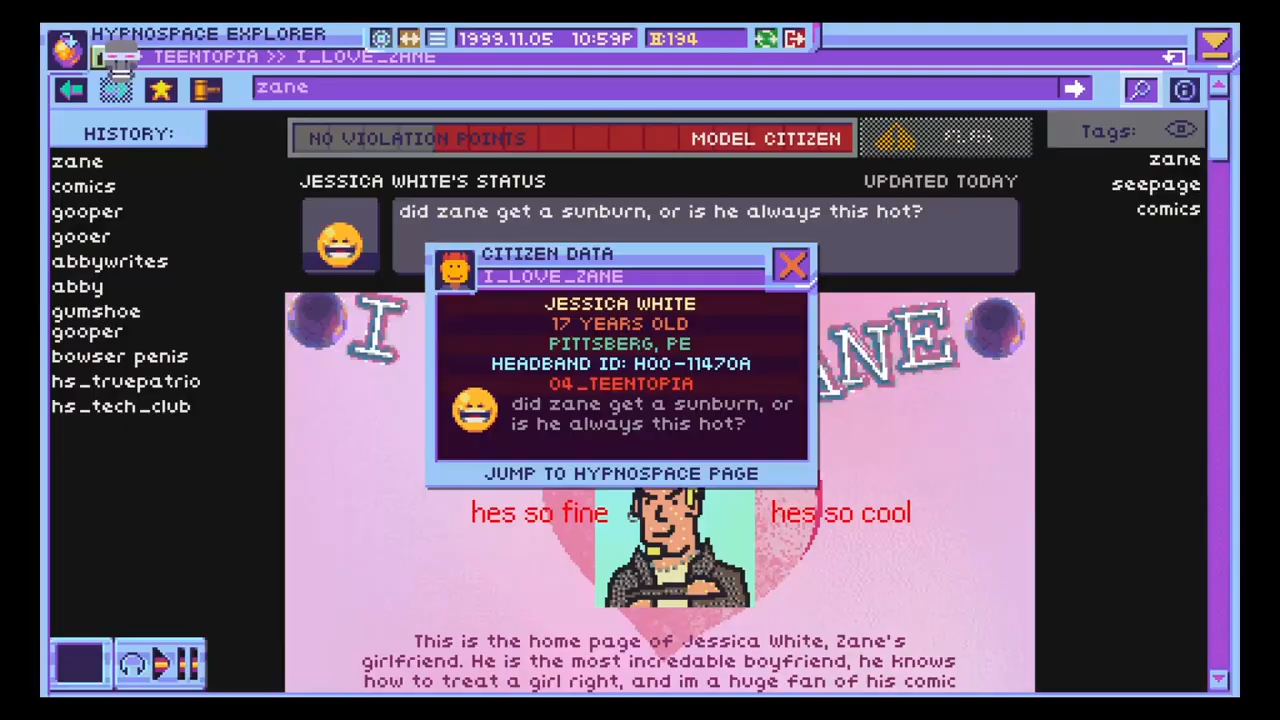 HYPNOSPACE EXPLORER
1999.11.05 10:59P
194
TEENTOPIA >> I_LOVE_ZANE
zane
HISTORY:
zane
comics
gooper
gooer
abbywrites
abby
gumshoe
gooper
bowser penis
hs_truepatrio
hs_tech_club
NO VIOLATION POINTS
MODEL CITIZEN
Tags:
zane
seepage
comics
JESSICA WHITE'S STATUS
UPDATED TODAY
did zane get a sunburn, or is he always this hot?
CITIZEN DATA
I_LOVE_ZANE
JESSICA WHITE
17 YEARS OLD
PITTSBERG, PE
HEADBAND ID: H00-11470A
04_TEENTOPIA
did zane get a sunburn, or
is he always this hot?
JUMP TO HYPNOSPACE PAGE
I
ANE
hes so fine
hes so cool
This is the home page of Jessica White, Zane's
girlfriend. He is the most incredable boyfriend, he knows
how to treat a girl right, and im a huge fan of his comic